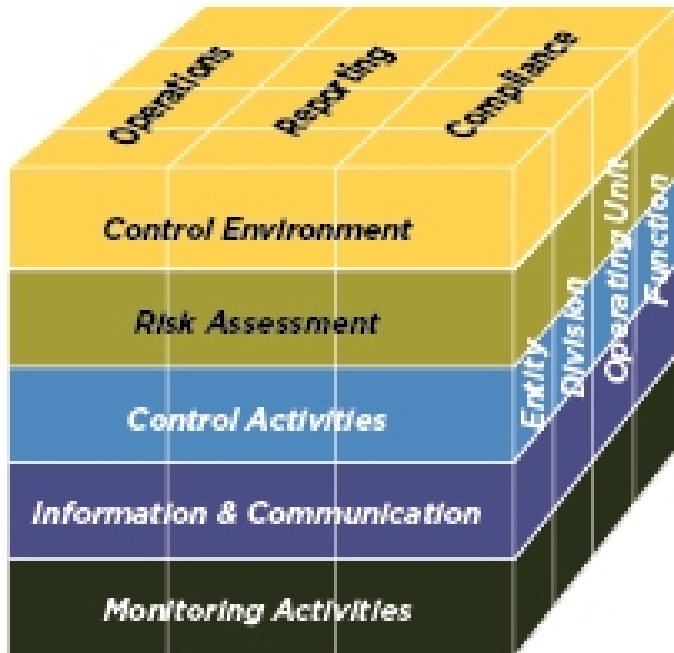 Operations
Reporting
Compliance
Control Environment
Risk Assessment
Control Activities
Information & Communication
Monitoring Activities
Entity
Division
Operating Unit
Function